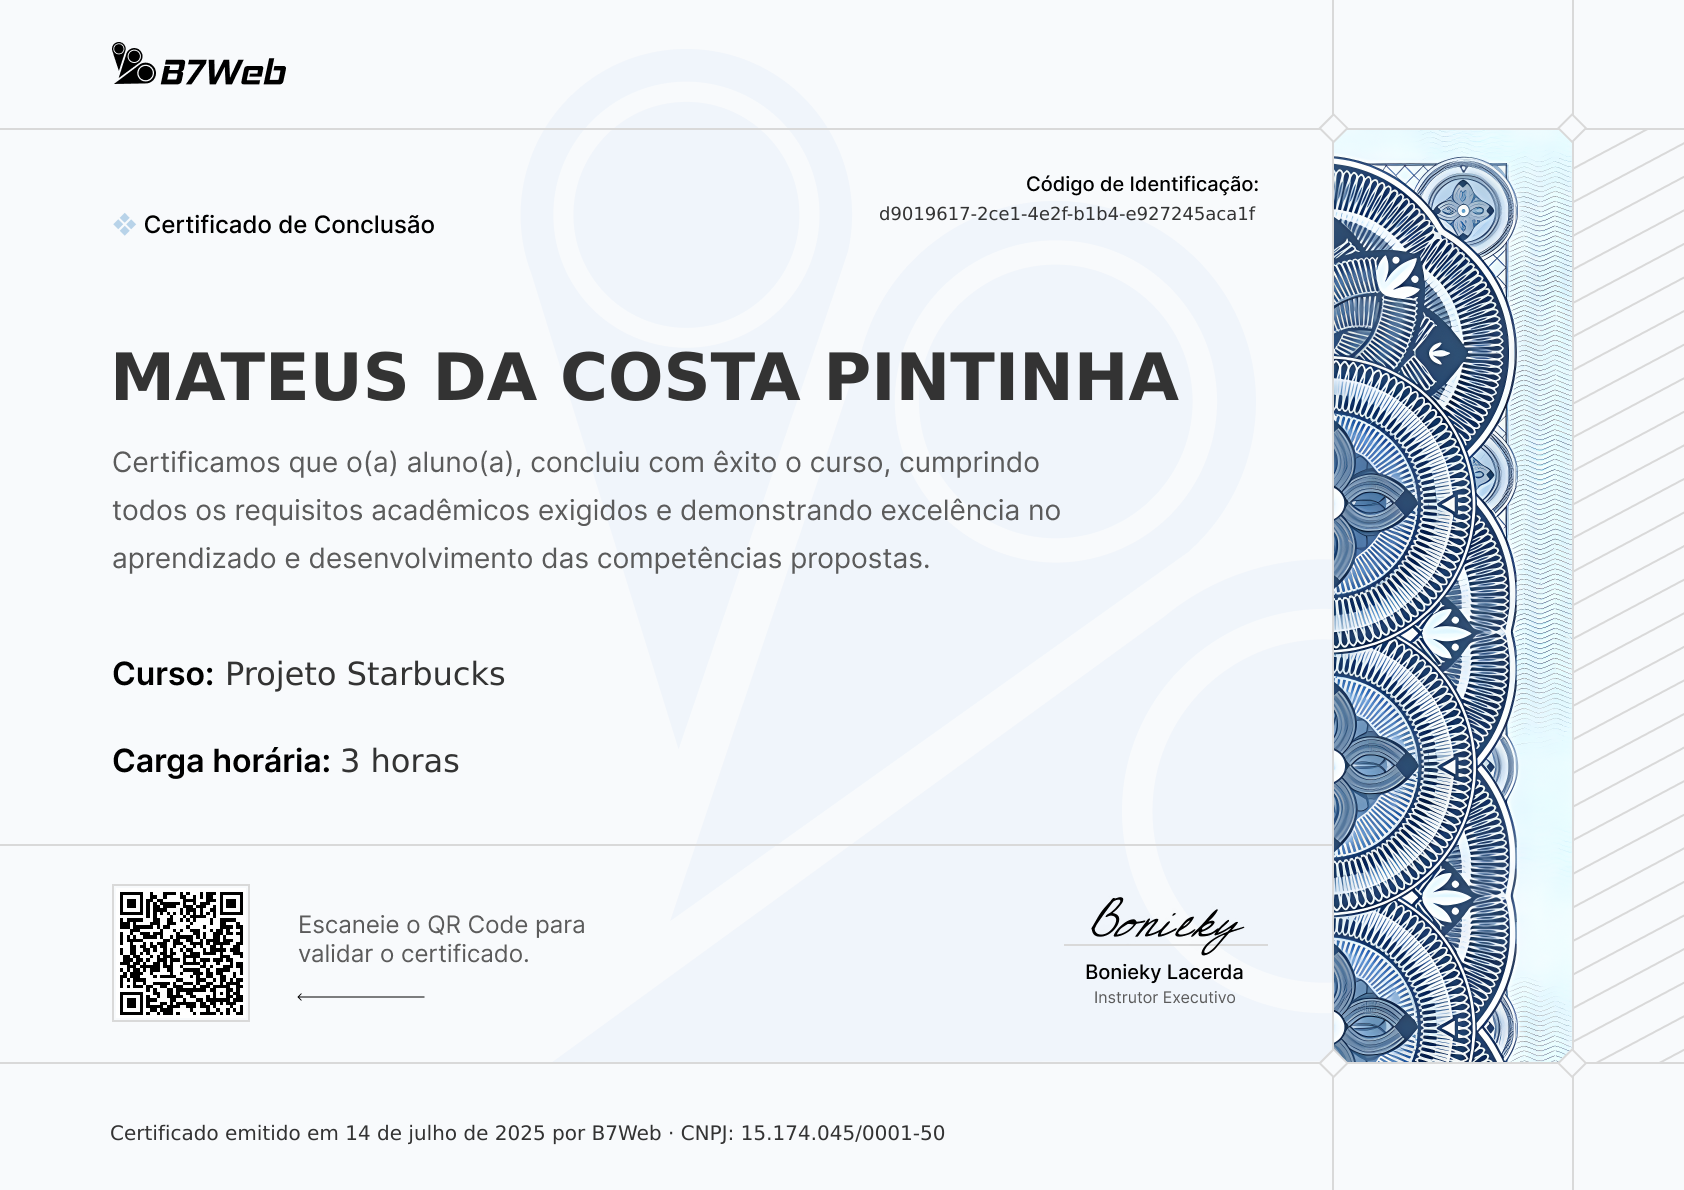 B7Web
Código de Identificação:
d9019617-2ce1-4e2f-b1b4-e927245aca1f
Certificado de Conclusão
MATEUS DA COSTA PINTINHA
Certificamos que o(a) aluno(a), concluiu com êxito o curso, cumprindo
todos os requisitos acadêmicos exigidos e demonstrando excelência no
aprendizado e desenvolvimento das competências propostas.
Curso: Projeto Starbucks
Carga horária: 3 horas
Escaneie o QR Code para
validar o certificado.
Bonieky
Bonieky Lacerda
Instrutor Executivo
Certificado emitido em 14 de julho de 2025 por B7Web · CNPJ: 15.174.045/0001-50